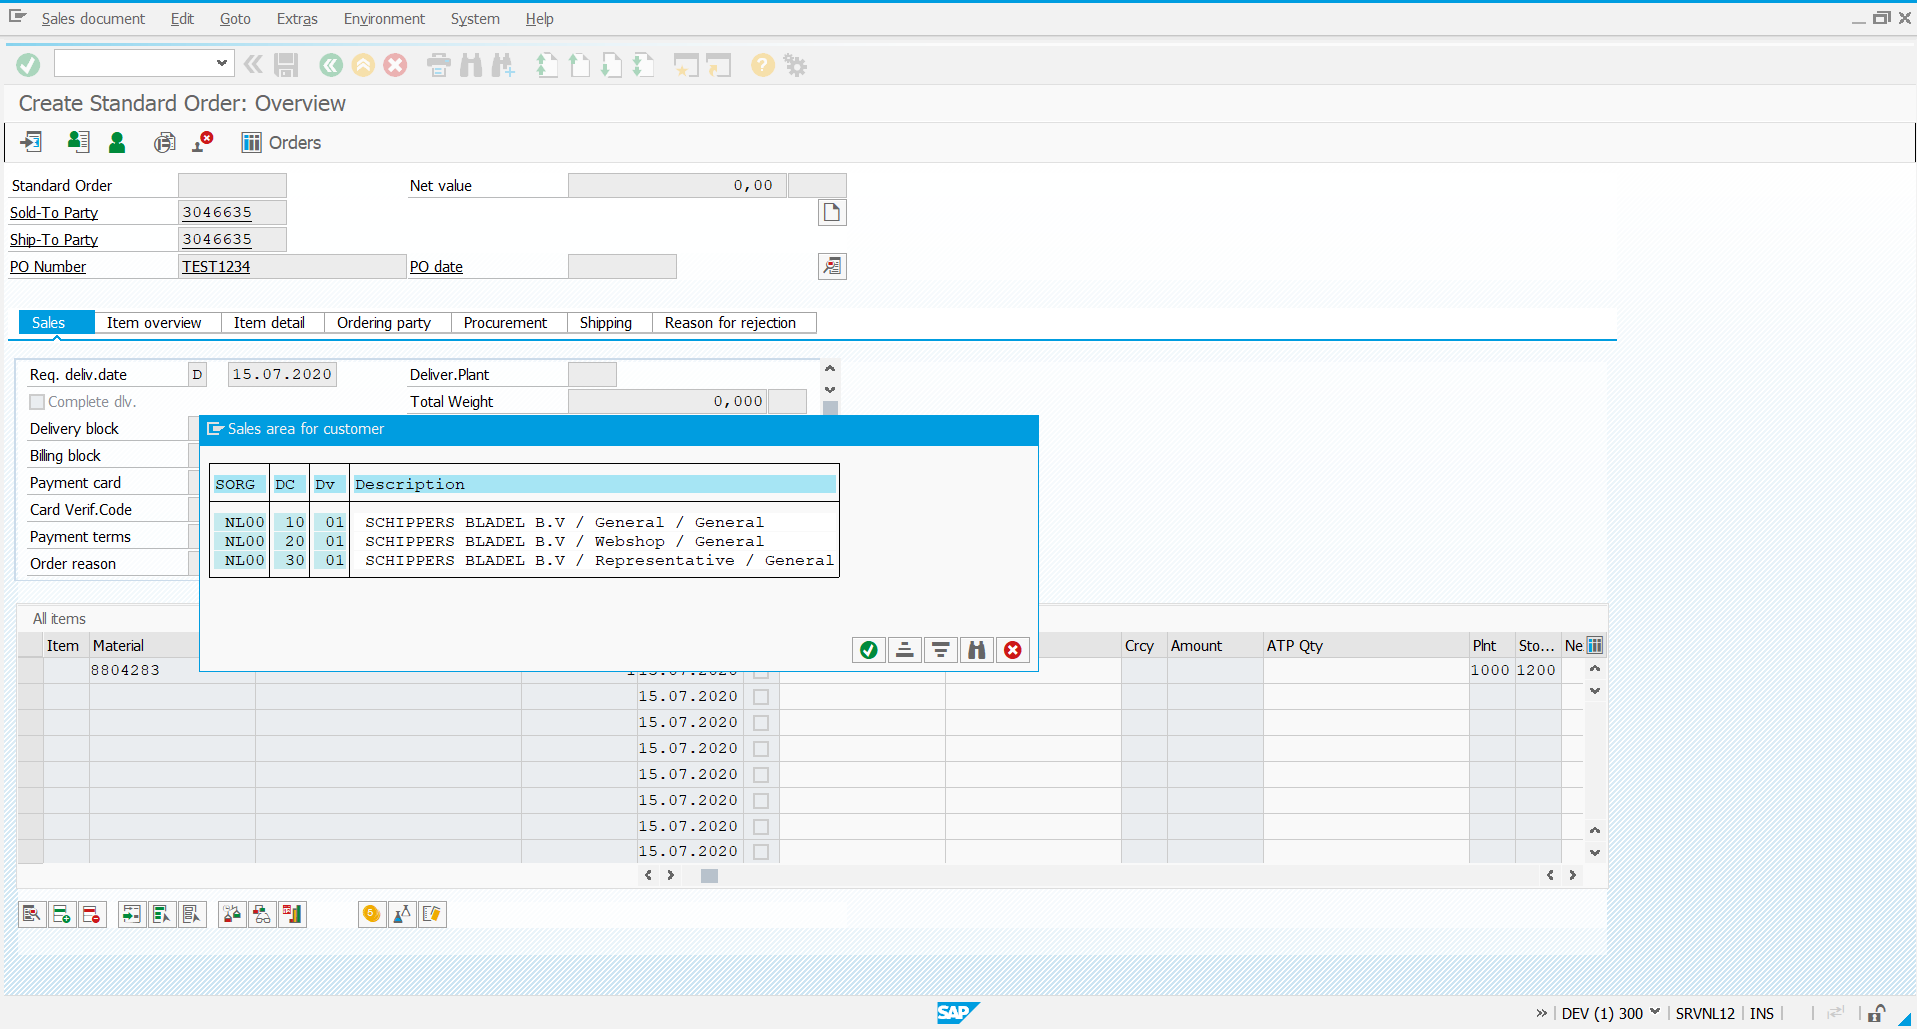 Sales document Edit Goto Extras Environment System Help
Create Standard Order: Overview
Orders
Standard Order Net value 0,00
Sold-To Party 3046635
Ship-To Party 3046635
PO Number TEST1234 PO date
Sales Item overview Item detail Ordering party Procurement Shipping Reason for rejection
Req. deliv.date D 15.07.2020 Deliver.Plant
Complete dlv. Total Weight 0,000
Delivery block
Billing block
Payment card
Card Verif.Code
Payment terms
Order reason
Sales area for customer
SORG DC Dv Description
NL00 10 01 SCHIPPERS BLADEL B.V / General / General
NL00 20 01 SCHIPPERS BLADEL B.V / Webshop / General
NL00 30 01 SCHIPPERS BLADEL B.V / Representative / General
All items
Item Material Crcy Amount ATP Qty Plnt Sto... Ne
8804283 1000 1200
15.07.2020
15.07.2020
15.07.2020
15.07.2020
15.07.2020
15.07.2020
15.07.2020
SAP DEV (1) 300 SRVNL12 INS